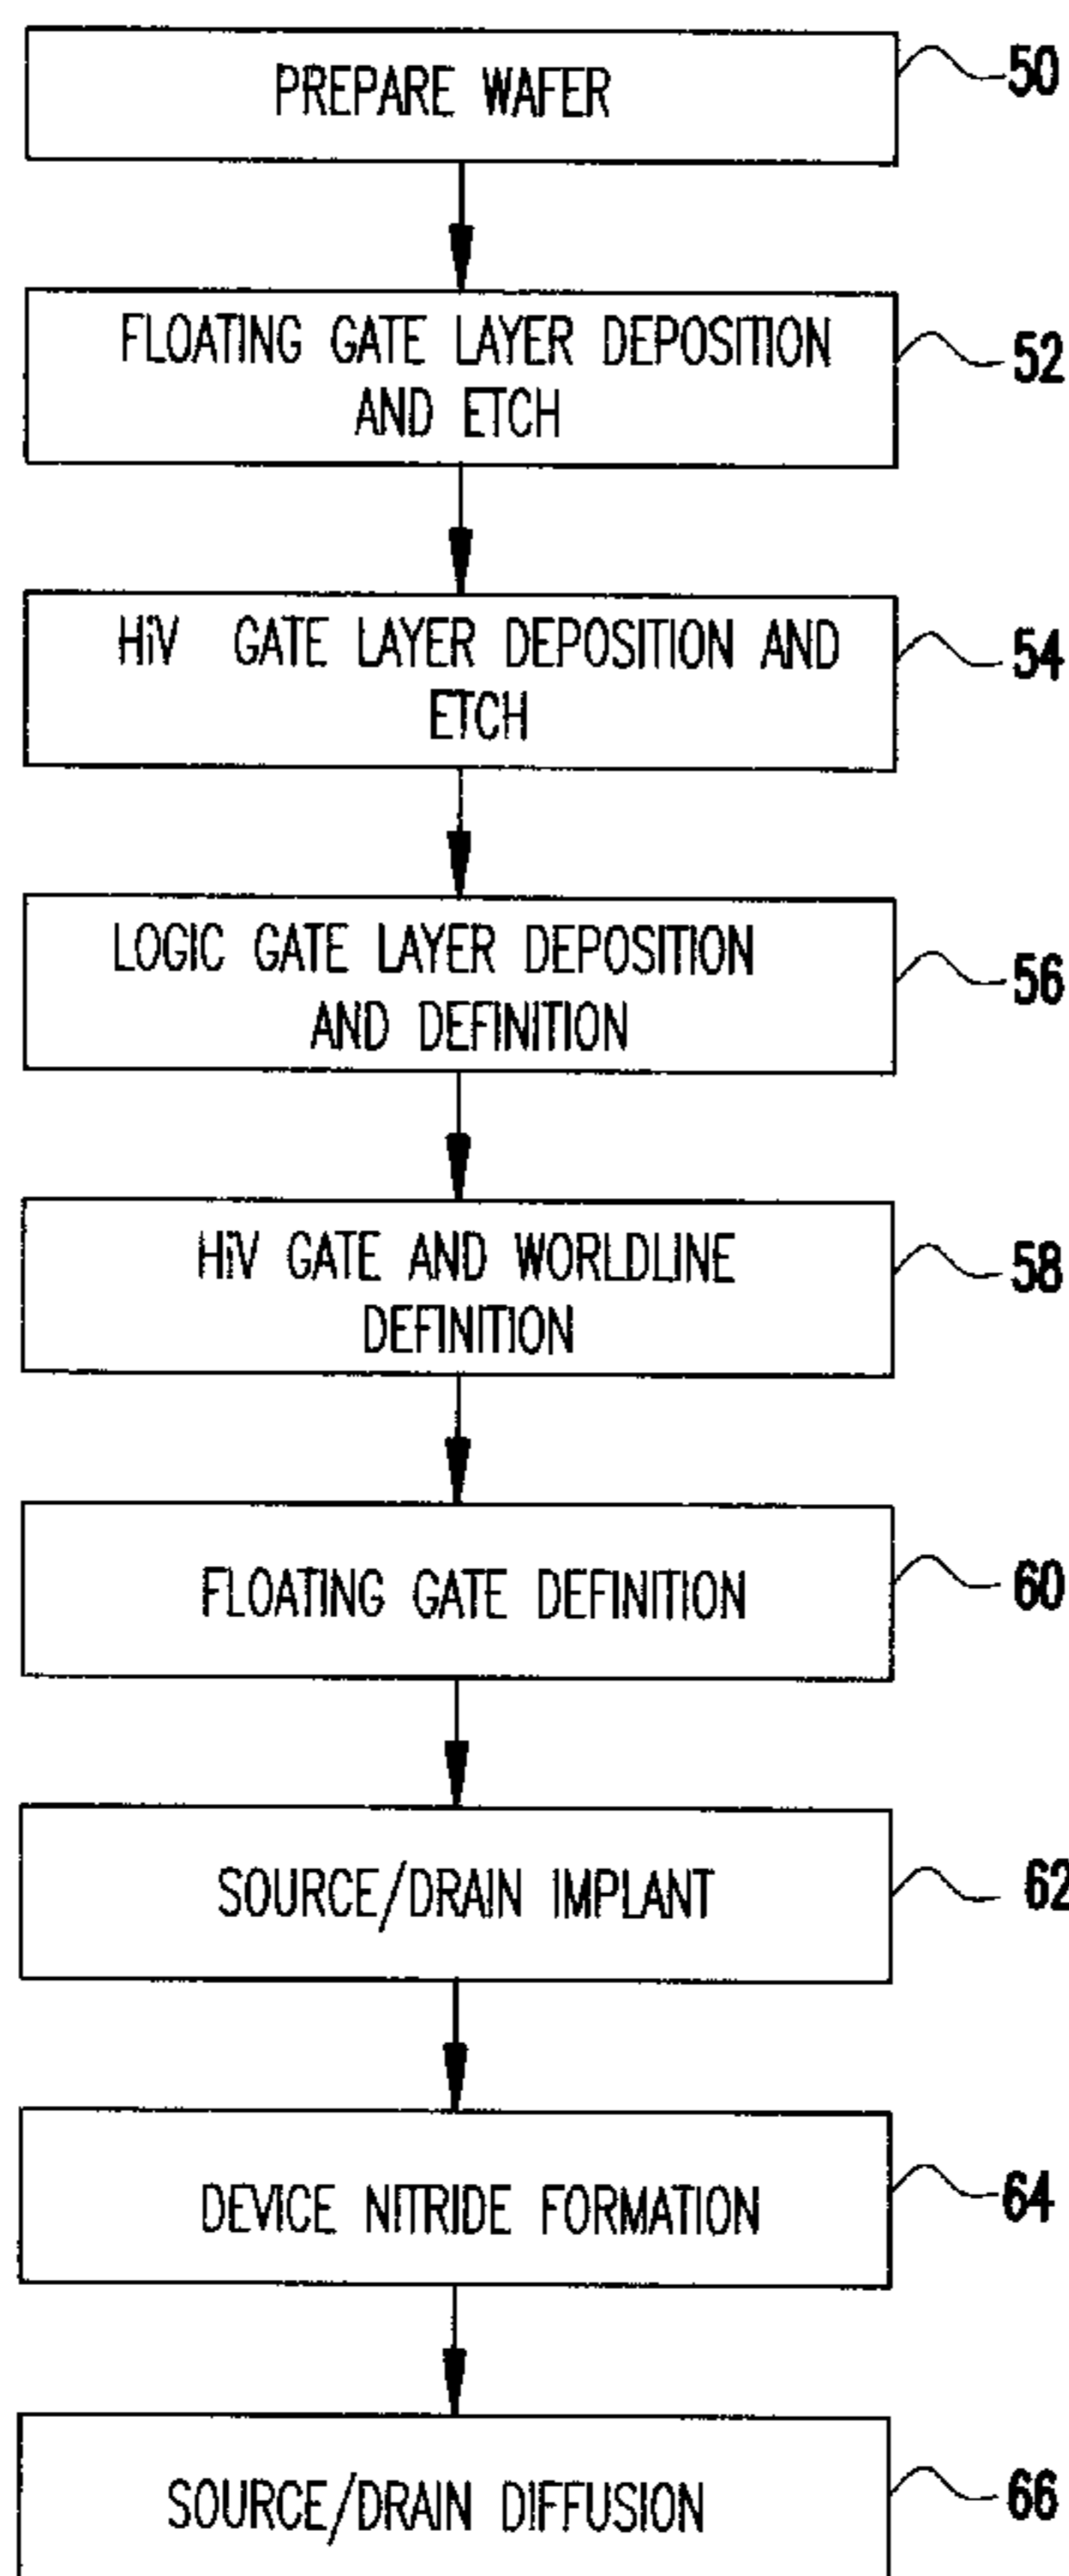 PREPARE WAFER
50
FLOATING GATE LAYER DEPOSITION
AND ETCH
52
HiV GATE LAYER DEPOSITION AND
ETCH
54
LOGIC GATE LAYER DEPOSITION
AND DEFINITION
56
HiV GATE AND WORLDLINE
DEFINITION
58
FLOATING GATE DEFINITION
60
SOURCE/DRAIN IMPLANT
62
DEVICE NITRIDE FORMATION
64
SOURCE/DRAIN DIFFUSION
66